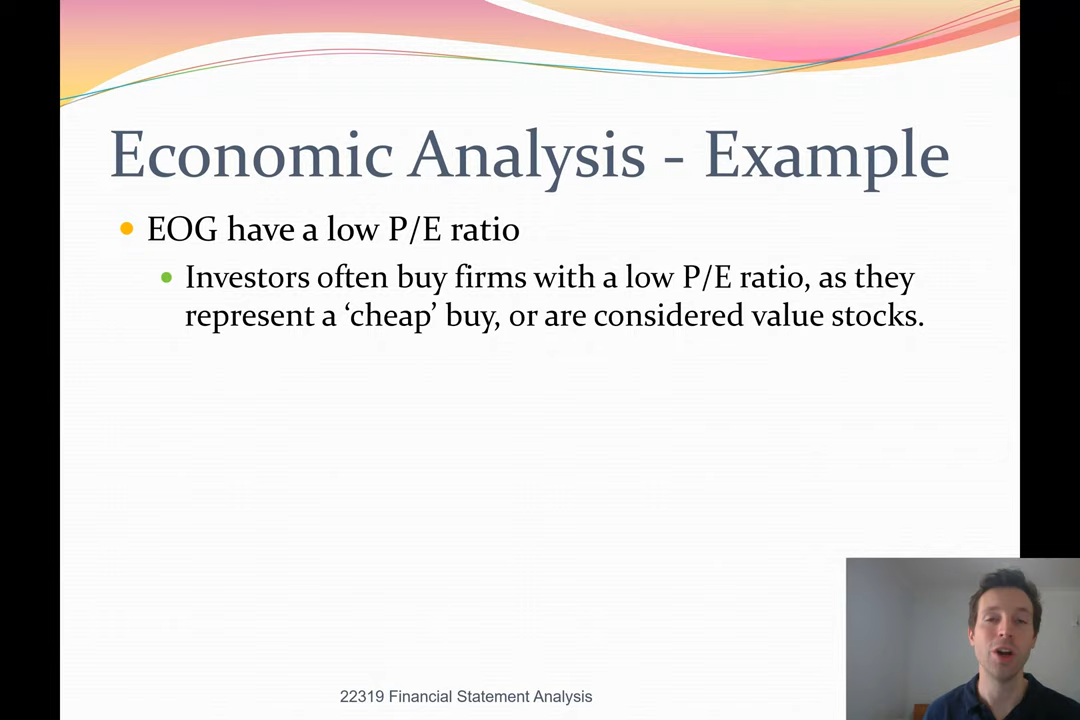 Economic Analysis - Example
EOG have a low P/E ratio
Investors often buy firms with a low P/E ratio, as they
represent a ‘cheap’ buy, or are considered value stocks.
22319 Financial Statement Analysis